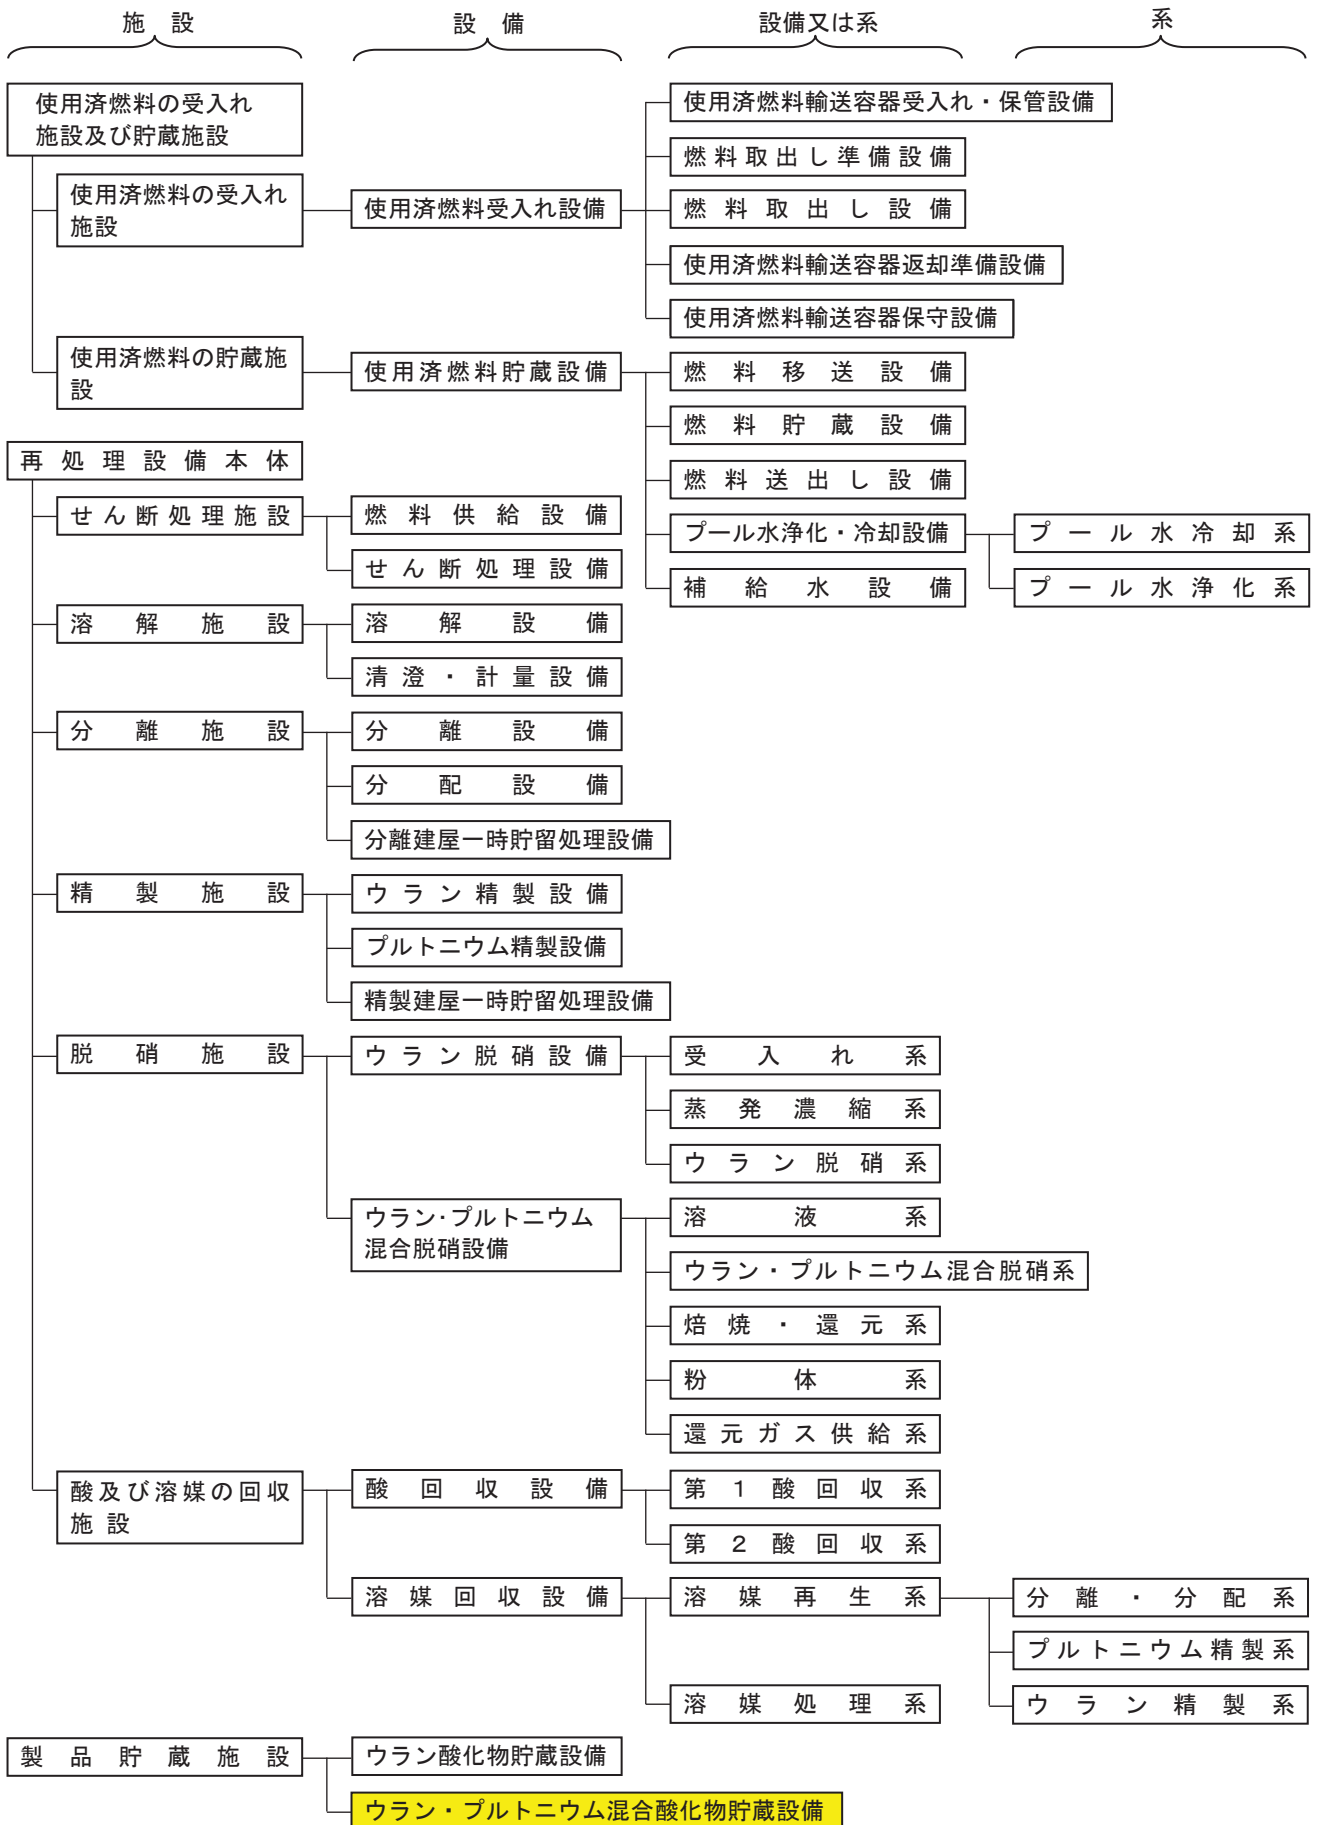 施設
設備
設備又は系
系
使用済燃料の受入れ
施設及び貯蔵施設
使用済燃料の受入れ
施設
使用済燃料受入れ設備
使用済燃料輸送容器受入れ・保管設備
燃料取出し準備設備
燃料取出し設備
使用済燃料輸送容器返却準備設備
使用済燃料輸送容器保守設備
使用済燃料の貯蔵施
設
使用済燃料貯蔵設備
燃料移送設備
燃料貯蔵設備
燃料送出し設備
プール水浄化・冷却設備
プール水冷却系
プール水浄化系
補給水設備
再処理設備本体
せん断処理施設
燃料供給設備
せん断処理設備
溶解施設
溶解設備
清澄・計量設備
分離施設
分離設備
分配設備
分離建屋一時貯留処理設備
精製施設
ウラン精製設備
プルトニウム精製設備
精製建屋一時貯留処理設備
脱硝施設
ウラン脱硝設備
受入れ系
蒸発濃縮系
ウラン脱硝系
ウラン・プルトニウム
混合脱硝設備
溶液系
ウラン・プルトニウム混合脱硝系
焙焼・還元系
粉体系
還元ガス供給系
酸及び溶媒の回収
施設
酸回収設備
第1酸回収系
第2酸回収系
溶媒回収設備
溶媒再生系
分離・分配系
プルトニウム精製系
ウラン精製系
溶媒処理系
製品貯蔵施設
ウラン酸化物貯蔵設備
ウラン・プルトニウム混合酸化物貯蔵設備